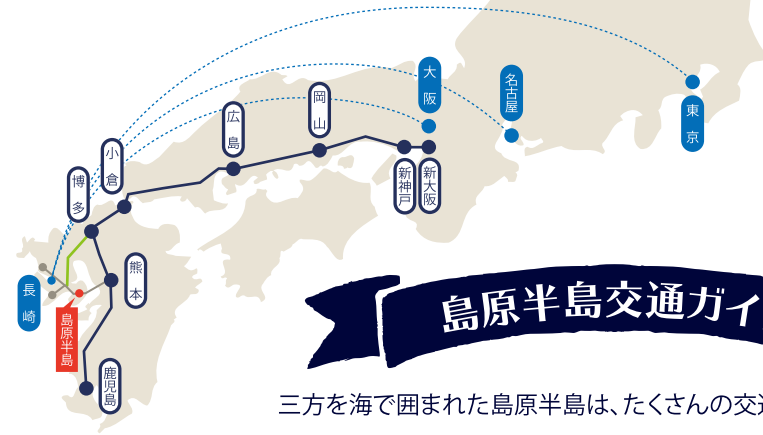 大阪
名古屋
東京
岡山
広島
小倉
博多
新神戸
新大阪
熊本
長崎
島原半島
鹿児島
島原半島交通ガイ
三方を海で囲まれた島原半島は、たくさんの交通